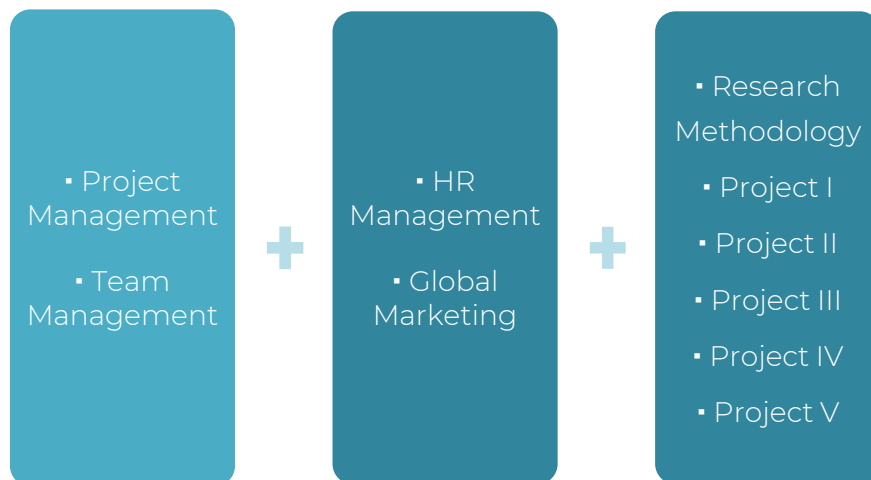 ▪ Project
Management
▪ Team
Management
▪ HR
Management
▪ Global
Marketing
▪ Research
Methodology
▪ Project I
▪ Project II
▪ Project III
▪ Project IV
▪ Project V